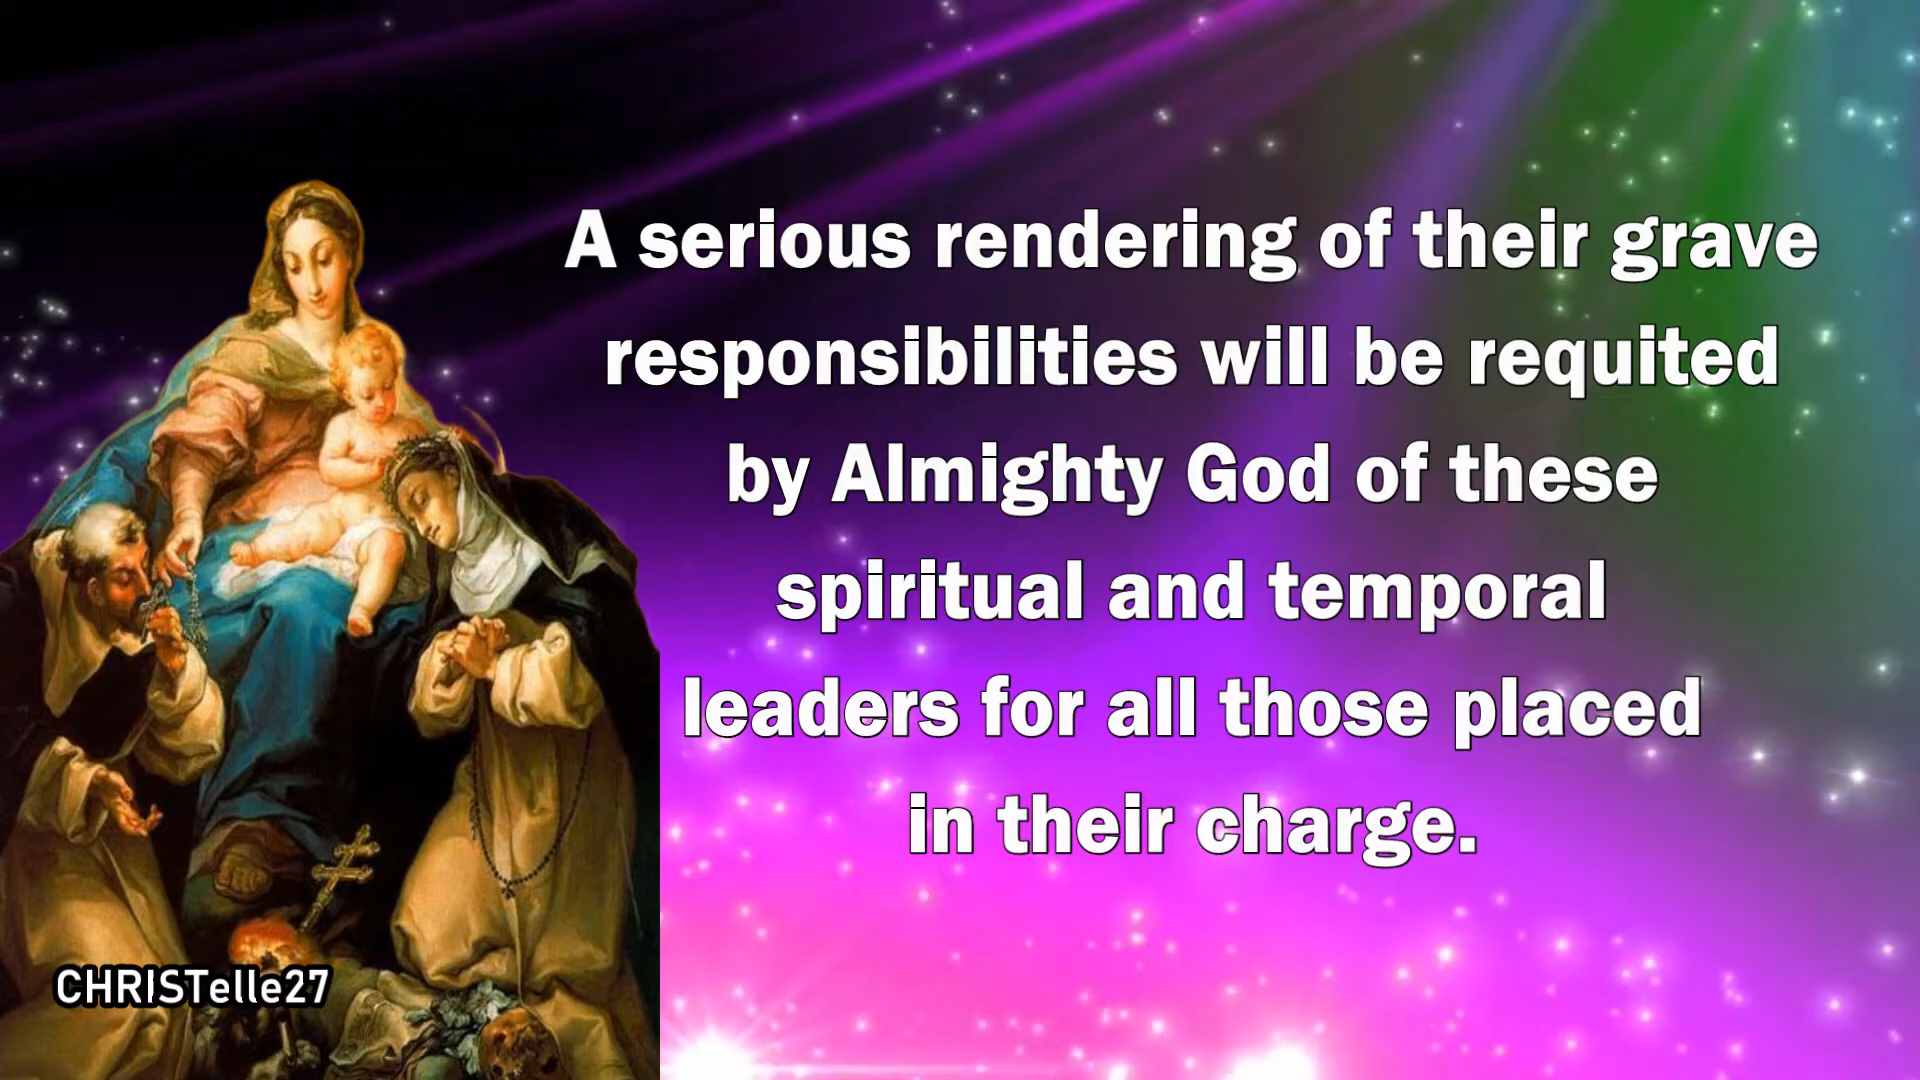 A serious rendering of their grave
responsibilities will be requited
by Almighty God of these
spiritual and temporal
leaders for all those placed
in their charge.
CHRISTelle27